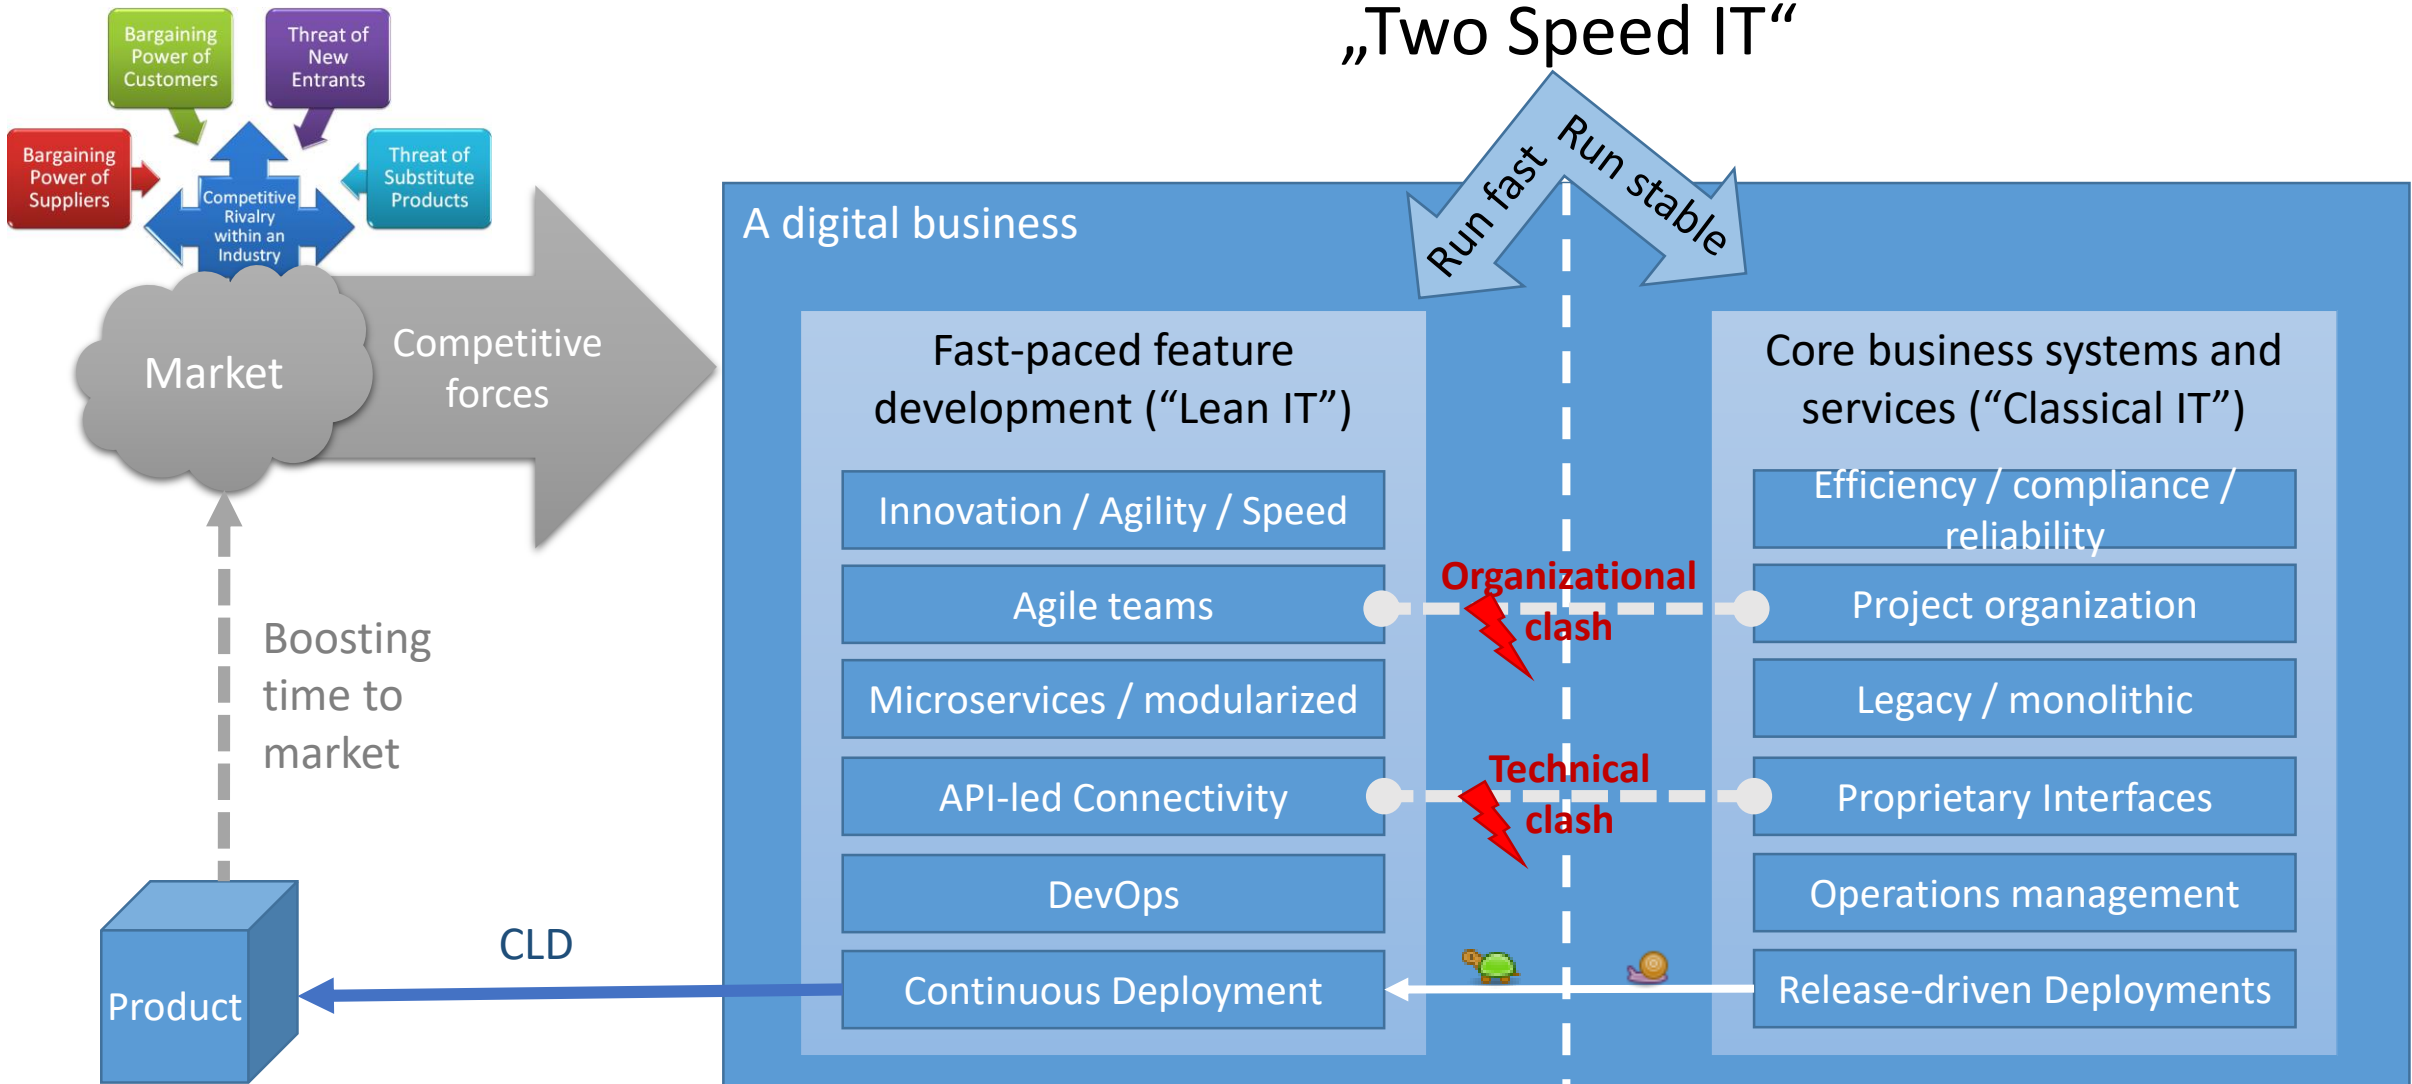 „Two Speed IT“
Bargaining
Power of
Customers
Threat of
New
Entrants
Bargaining
Power of
Suppliers
Threat of
Substitute
Products
Competitive
Rivalry
within an
Industry
Market
Competitive
forces
Boosting
time to
market
Product
CLD
Run fast
Run stable
A digital business
Fast-paced feature
development (“Lean IT”)
Innovation / Agility / Speed
Agile teams
Microservices / modularized
API-led Connectivity
DevOps
Continuous Deployment
Organizational
clash
Technical
clash
Core business systems and
services (“Classical IT”)
Efficiency / compliance /
reliability
Project organization
Legacy / monolithic
Proprietary Interfaces
Operations management
Release-driven Deployments